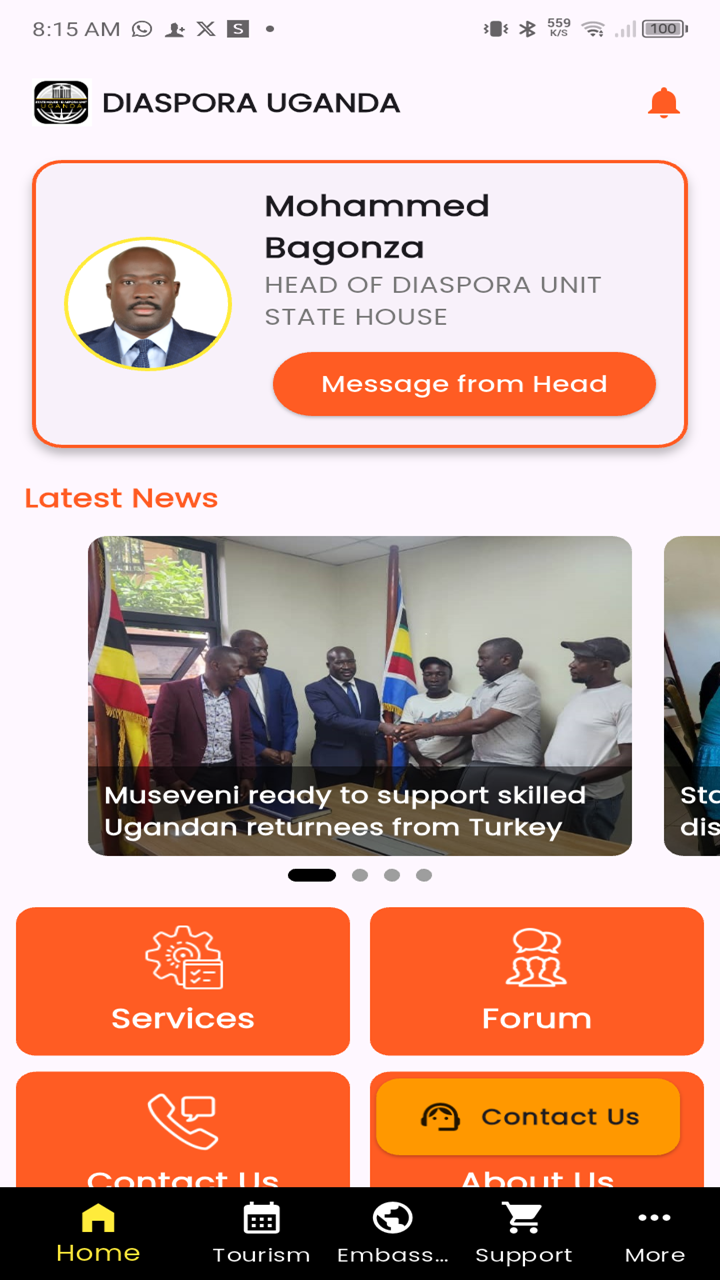 8:15 AM
S
559
K/S
100
UGANDA
DIASPORA UGANDA
Mohammed
Bagonza
HEAD OF DIASPORA UNIT
STATE HOUSE
Message from Head
Latest News
Museveni ready to support skilled
Ugandan returnees from Turkey
Sta
dis
Services
Forum
Contact Us
Contact Us
About Us
Home
Tourism
Embass...
Support
More